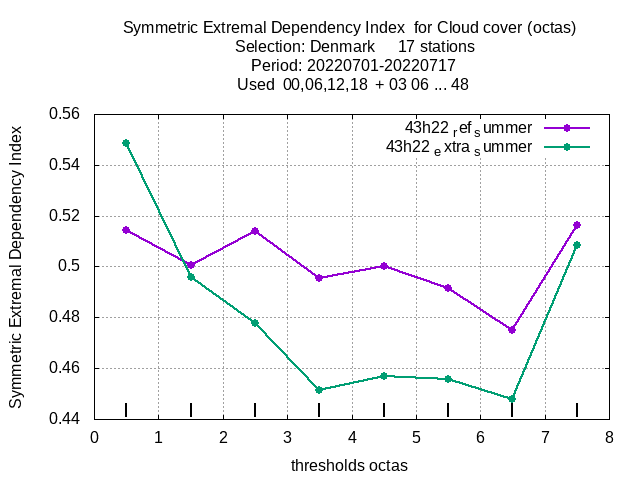 Symmetric Extremal Dependency Index  for Cloud cover (octas)
Selection: Denmark     17 stations
Period: 20220701-20220717
Used  00,06,12,18  + 03 06 ... 48
43h22 ref summer
43h22 extra summer
Symmetric Extremal Dependency Index
0.56
0.54
0.52
0.5
0.48
0.46
0.44
0 1 2 3 4 5 6 7 8
thresholds octas